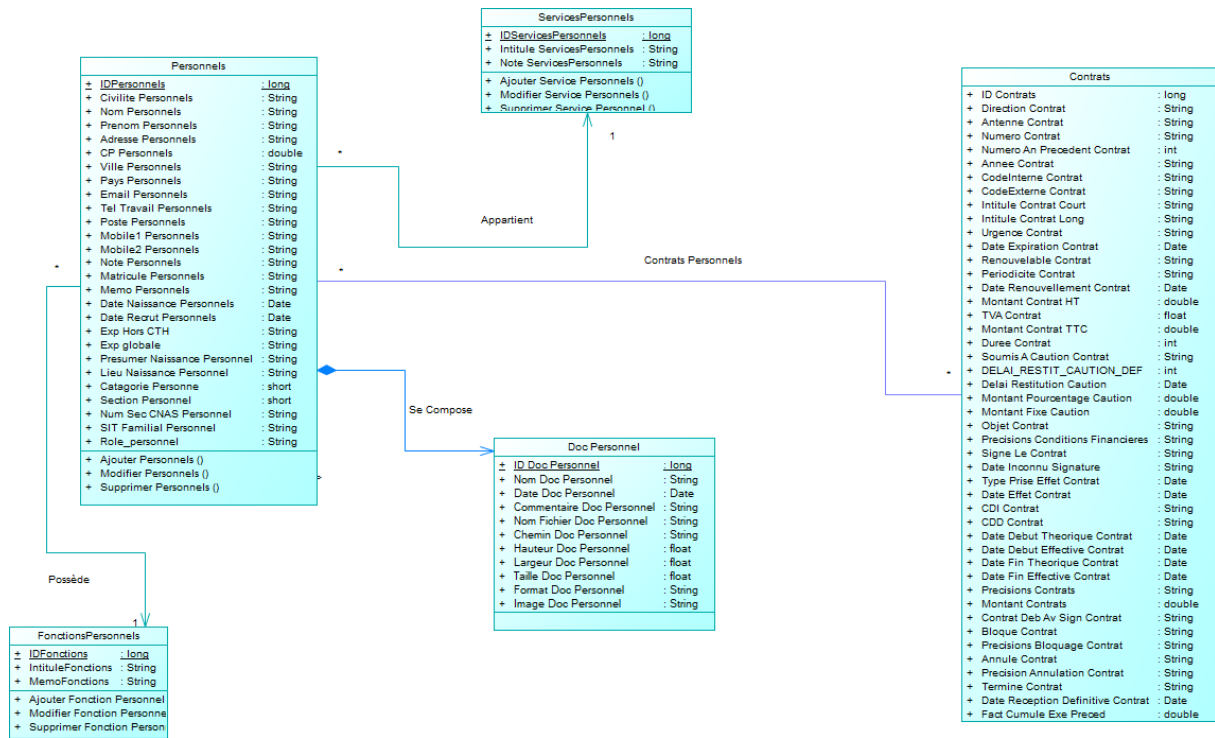 ServicesPersonnels
+ IDServicesPersonnels : long
+ Intitule ServicesPersonnels : String
+ Note ServicesPersonnels : String
+ Ajouter Service Personnels ()
+ Modifier Service Personnels ()
+ Supprimer Service Personnel ()
Personnels
+ IDPersonnels : long
+ Civilite Personnels : String
+ Nom Personnels : String
+ Prenom Personnels : String
+ Adresse Personnels : String
+ CP Personnels : double
+ Ville Personnels : String
+ Pays Personnels : String
+ Email Personnels : String
+ Tel Travail Personnels : String
+ Poste Personnels : String
+ Mobile1 Personnels : String
+ Mobile2 Personnels : String
+ Note Personnels : String
+ Matricule Personnels : String
+ Memo Personnels : String
+ Date Naissance Personnels : Date
+ Date Recrut Personnels : Date
+ Exp Hors CTH : String
+ Exp globale : String
+ Presumer Naissance Personnel : String
+ Lieu Naissance Personnel : String
+ Catagorie Personne : short
+ Section Personnel : short
+ Num Sec CNAS Personnel : String
+ SIT Familial Personnel : String
+ Role_personnel : String
+ Ajouter Personnels ()
+ Modifier Personnels ()
+ Supprimer Personnels ()
*
1
Appartient
*
Contrats Personnels
*
*
Se Compose
*
Possède
1
Contrats
+ ID Contrats : long
+ Direction Contrat : String
+ Antenne Contrat : String
+ Numero Contrat : String
+ Numero An Precedent Contrat : int
+ Annee Contrat : String
+ CodeInterne Contrat : String
+ CodeExterne Contrat : String
+ Intitule Contrat Court : String
+ Intitule Contrat Long : String
+ Urgence Contrat : String
+ Date Expiration Contrat : Date
+ Renouvelable Contrat : String
+ Periodicite Contrat : String
+ Date Renouvellement Contrat : Date
+ Montant Contrat HT : double
+ TVA Contrat : float
+ Montant Contrat TTC : double
+ Duree Contrat : int
+ Soumis A Caution Contrat : String
+ DELAI_RESTIT_CAUTION_DEF : int
+ Delai Restitution Caution : Date
+ Montant Pourcentage Caution : double
+ Montant Fixe Caution : double
+ Objet Contrat : String
+ Precisions Conditions Financieres : String
+ Signe Le Contrat : String
+ Date Inconnu Signature : String
+ Type Prise Effet Contrat : Date
+ Date Effet Contrat : Date
+ CDI Contrat : String
+ CDD Contrat : String
+ Date Debut Theorique Contrat : Date
+ Date Debut Effective Contrat : Date
+ Date Fin Theorique Contrat : Date
+ Date Fin Effective Contrat : Date
+ Precisions Contrats : String
+ Montant Contrats : double
+ Contrat Deb Av Sign Contrat : String
+ Bloque Contrat : String
+ Precisions Bloquage Contrat : String
+ Annule Contrat : String
+ Precision Annulation Contrat : String
+ Termine Contrat : String
+ Date Reception Definitive Contrat : Date
+ Fact Cumule Exe Preced : double
Doc Personnel
+ ID Doc Personnel : long
+ Nom Doc Personnel : String
+ Date Doc Personnel : Date
+ Commentaire Doc Personnel : String
+ Nom Fichier Doc Personnel : String
+ Chemin Doc Personnel : String
+ Hauteur Doc Personnel : float
+ Largeur Doc Personnel : float
+ Taille Doc Personnel : float
+ Format Doc Personnel : String
+ Image Doc Personnel : String
FonctionsPersonnels
+ IDFonctions : long
+ IntituleFonctions : String
+ MemoFonctions : String
+ Ajouter Fonction Personnel
+ Modifier Fonction Personne
+ Supprimer Fonction Person